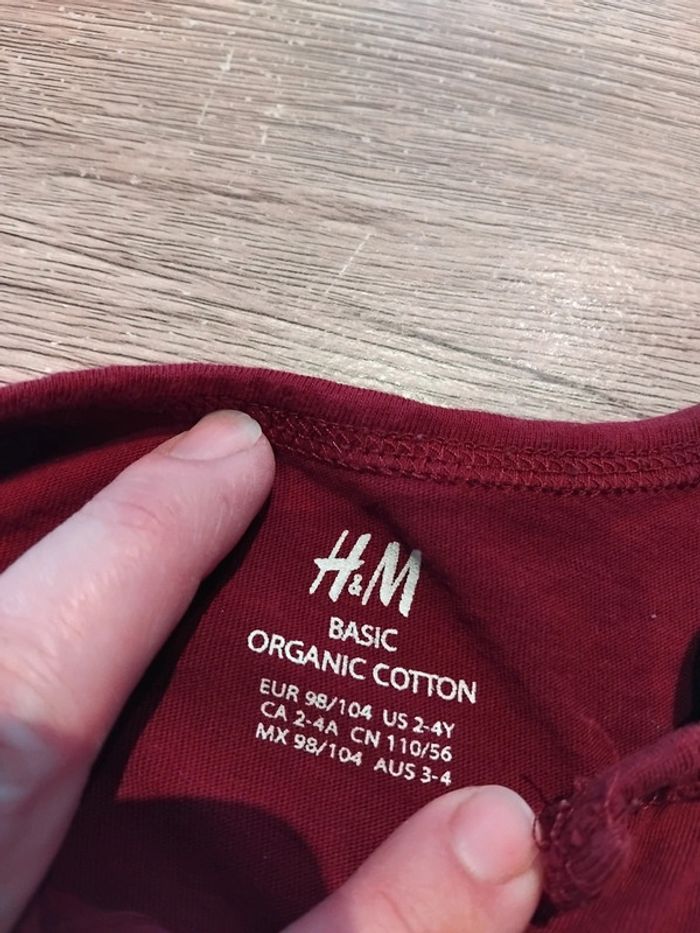 H&M
BASIC
ORGANIC COTTON
EUR 98/104 US 2-4Y
CA 2-4A CN 110/56
MX 98/104 AUS 3-4